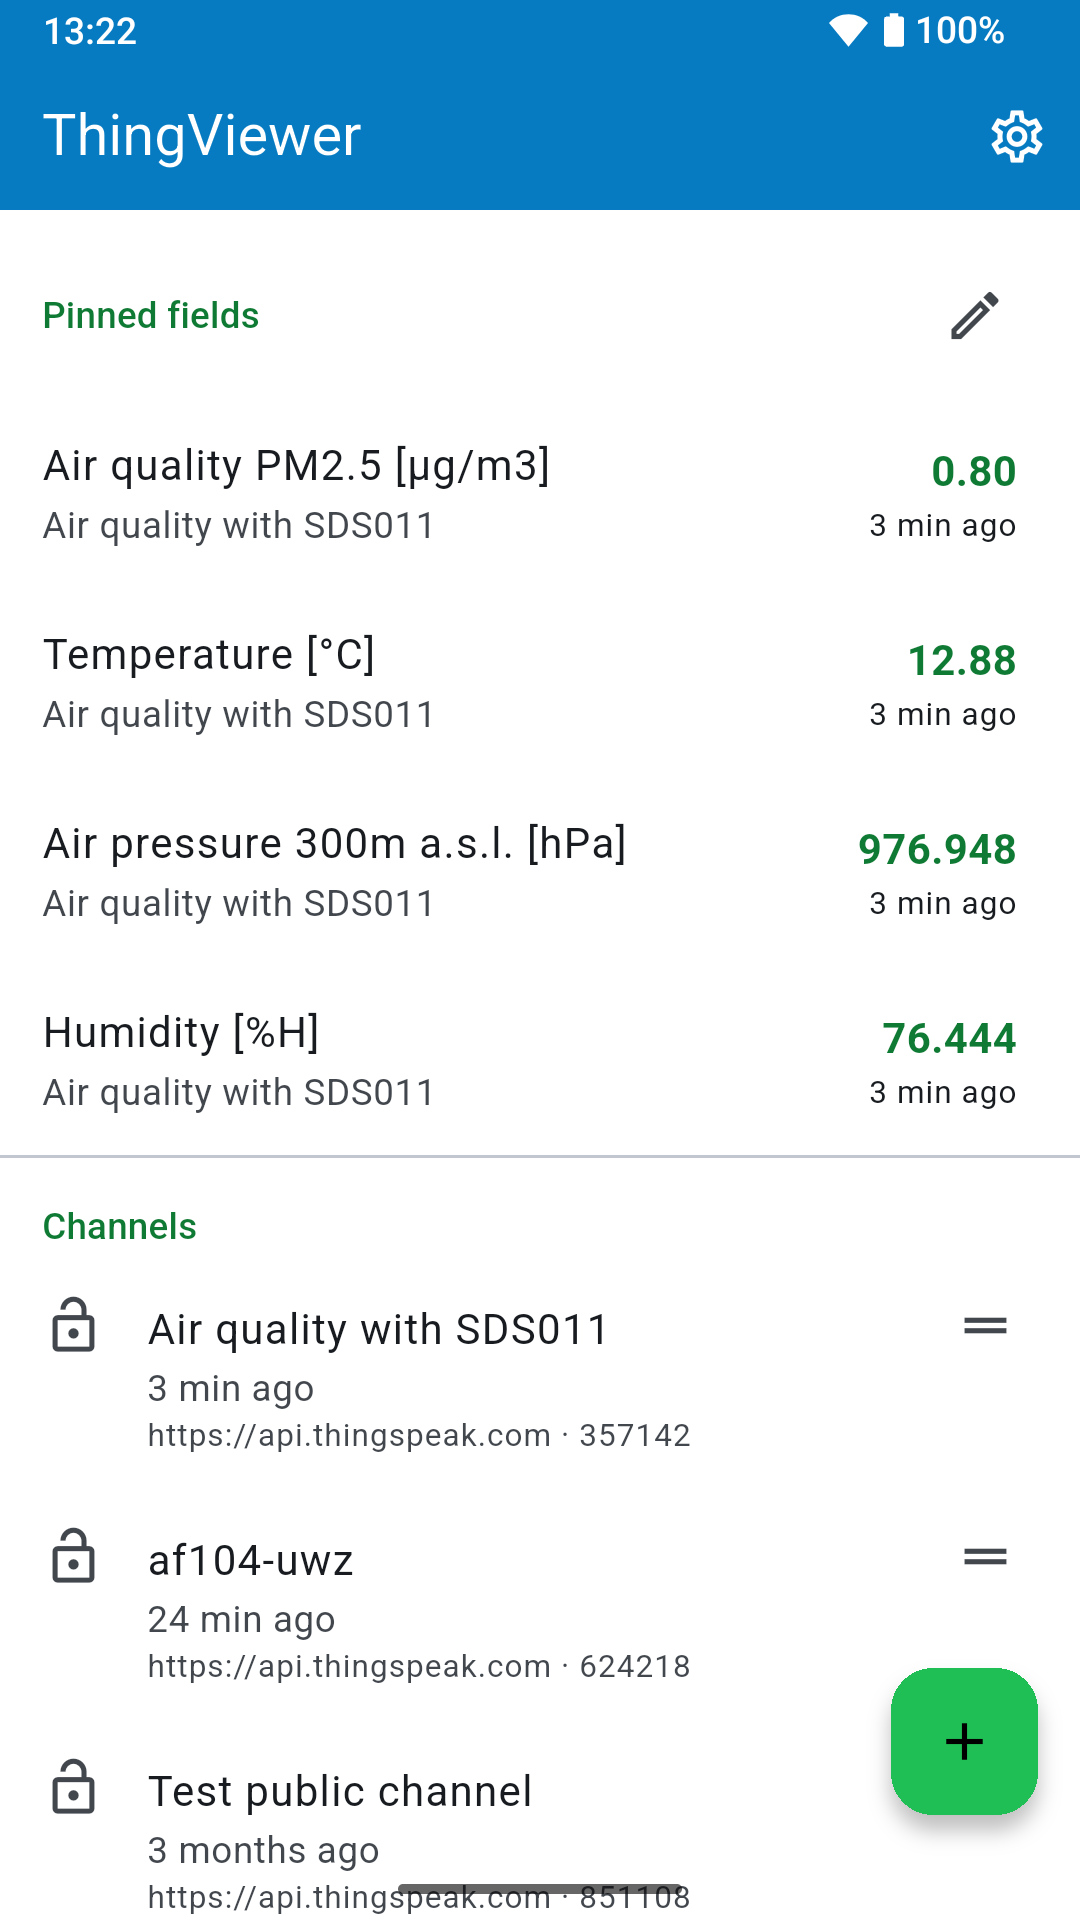 13:22
100%
ThingViewer
Pinned fields
Air quality PM2.5 [µg/m3]
0.80
Air quality with SDS011
3 min ago
Temperature [°C]
12.88
Air quality with SDS011
3 min ago
Air pressure 300m a.s.l. [hPa]
976.948
Air quality with SDS011
3 min ago
Humidity [%H]
76.444
Air quality with SDS011
3 min ago
Channels
Air quality with SDS011
3 min ago
https://api.thingspeak.com · 357142
af104-uwz
24 min ago
https://api.thingspeak.com · 624218
Test public channel
3 months ago
https://api.thingspeak.com · 851108